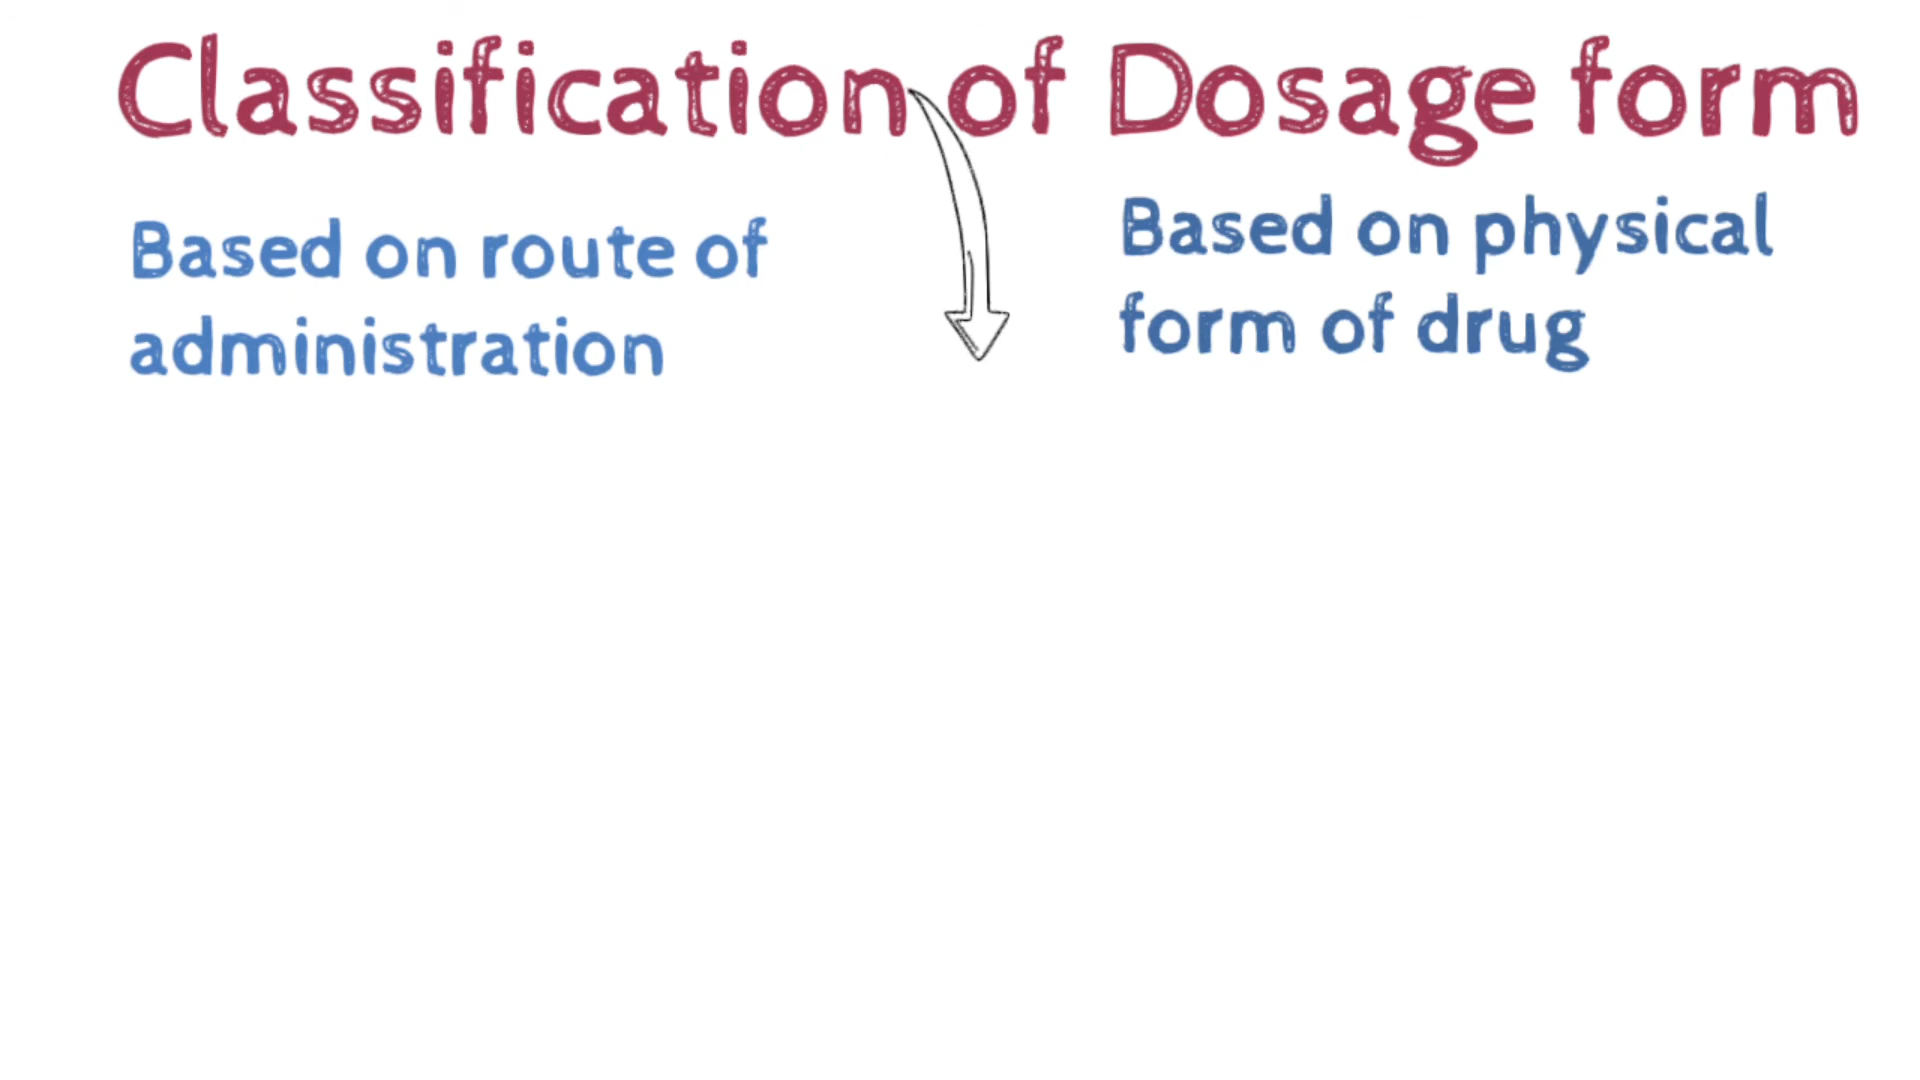 Classification of Dosage form
Based on route of
administration
Based on physical
form of drug